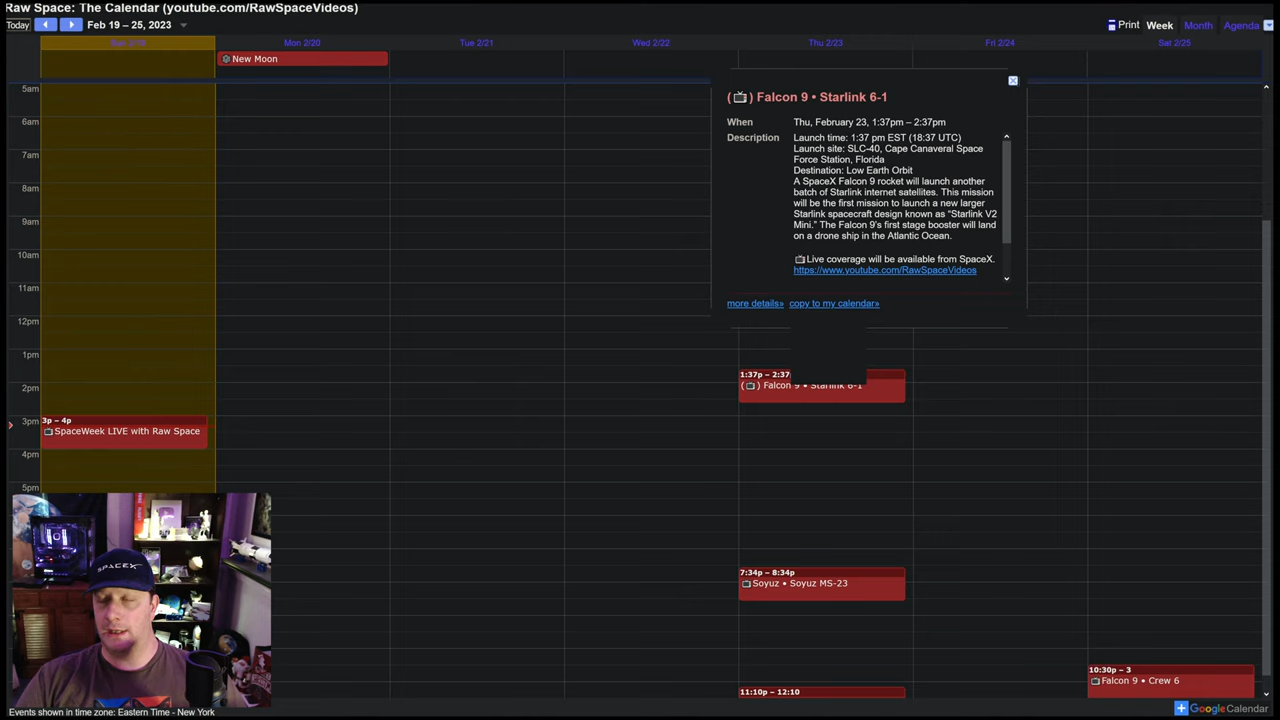 Raw Space: The Calendar (youtube.com/RawSpaceVideos)
Today
Feb 19 – 25, 2023
Print
Week
Month
Agenda
Sun 2/19
Mon 2/20
Tue 2/21
Wed 2/22
Thu 2/23
Fri 2/24
Sat 2/25
New Moon
5am
6am
7am
8am
9am
10am
11am
12pm
1pm
2pm
3pm
4pm
5pm
( ) Falcon 9 • Starlink 6-1
When Thu, February 23, 1:37pm – 2:37pm
Description Launch time: 1:37 pm EST (18:37 UTC)
Launch site: SLC-40, Cape Canaveral Space
Force Station, Florida
Destination: Low Earth Orbit
A SpaceX Falcon 9 rocket will launch another
batch of Starlink internet satellites. This mission
will be the first mission to launch a new larger
Starlink spacecraft design known as "Starlink V2
Mini." The Falcon 9's first stage booster will land
on a drone ship in the Atlantic Ocean.
Live coverage will be available from SpaceX.
https://www.youtube.com/RawSpaceVideos
more details» copy to my calendar»
1:37p – 2:37
( ) Falcon 9 • Starlink 6-1
3p – 4p
SpaceWeek LIVE with Raw Space
7:34p – 8:34p
Soyuz • Soyuz MS-23
10:30p – 3
Falcon 9 • Crew 6
11:10p – 12:10
SPACEX
Events shown in time zone: Eastern Time - New York
+ Google Calendar